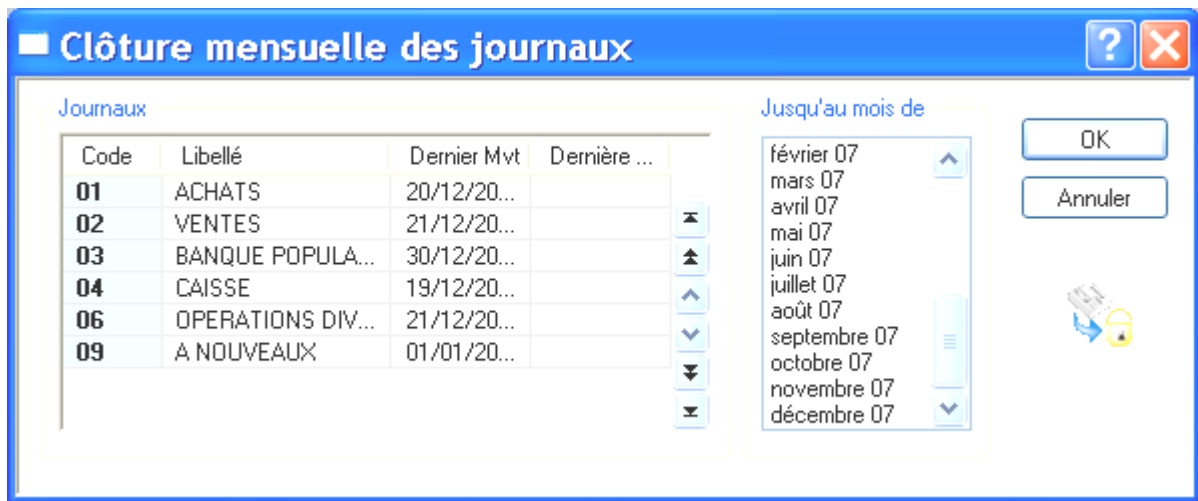 Clôture mensuelle des journaux
Journaux
Code Libellé Dernier Mvt Dernière ...
01 ACHATS 20/12/20...
02 VENTES 21/12/20...
03 BANQUE POPULA... 30/12/20...
04 CAISSE 19/12/20...
06 OPERATIONS DIV... 21/12/20...
09 A NOUVEAUX 01/01/20...
Jusqu'au mois de
février 07
mars 07
avril 07
mai 07
juin 07
juillet 07
août 07
septembre 07
octobre 07
novembre 07
décembre 07
OK
Annuler